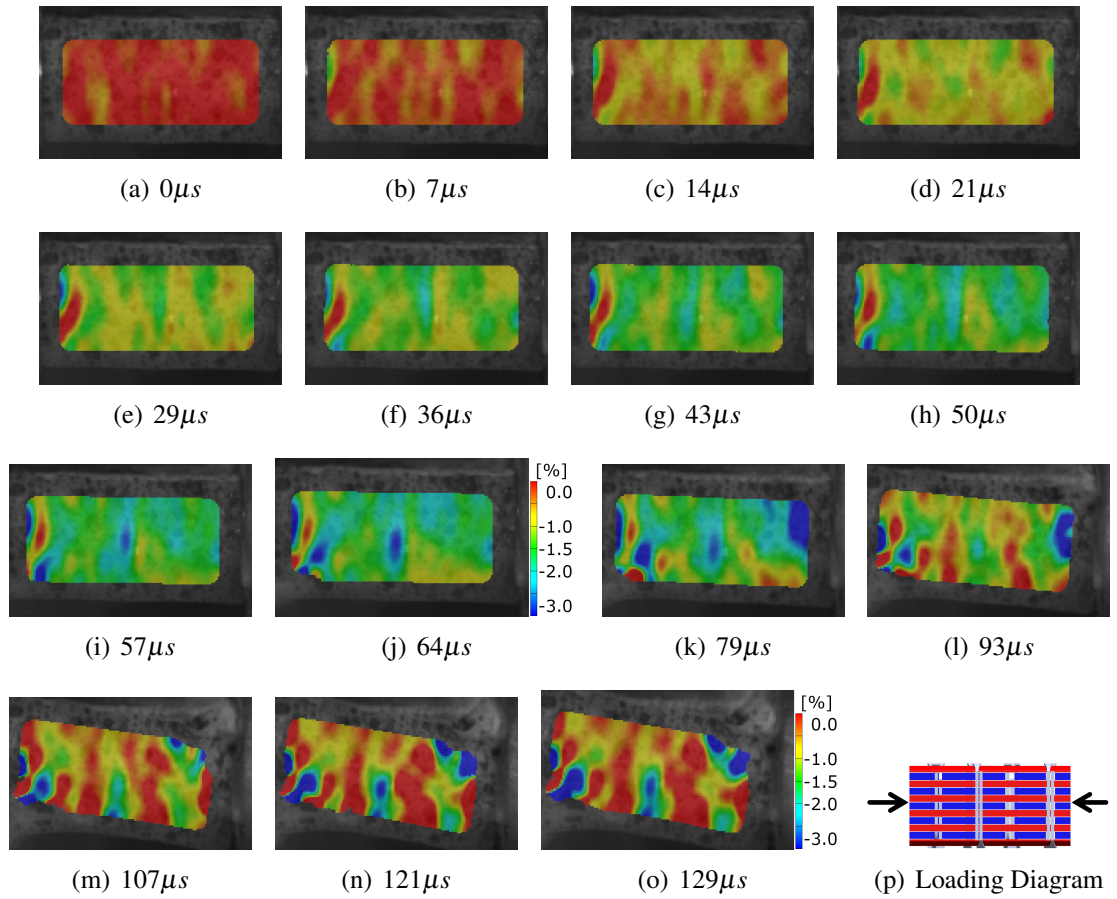 (a) 0μs
(b) 7μs
(c) 14μs
(d) 21μs
(e) 29μs
(f) 36μs
(g) 43μs
(h) 50μs
[%]
0.0
-1.0
-1.5
-2.0
-3.0
(i) 57μs
(j) 64μs
(k) 79μs
(l) 93μs
[%]
0.0
-1.0
-1.5
-2.0
-3.0
(m) 107μs
(n) 121μs
(o) 129μs
(p) Loading Diagram